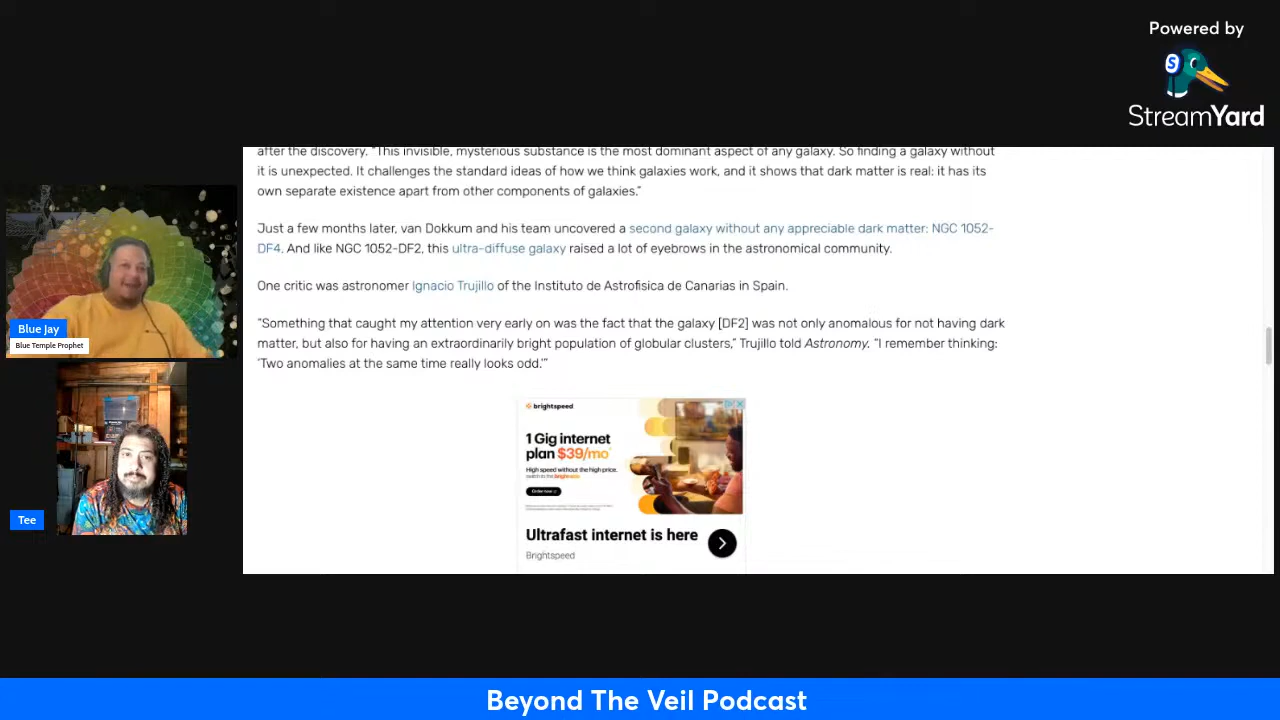 Powered by
StreamYard
after the discovery. "This invisible, mysterious substance is the most dominant aspect of any galaxy. So finding a galaxy without
it is unexpected. It challenges the standard ideas of how we think galaxies work, and it shows that dark matter is real: it has its
own separate existence apart from other components of galaxies."
Just a few months later, van Dokkum and his team uncovered a second galaxy without any appreciable dark matter: NGC 1052-
DF4. And like NGC 1052-DF2, this ultra-diffuse galaxy raised a lot of eyebrows in the astronomical community.
One critic was astronomer Ignacio Trujillo of the Instituto de Astrofísica de Canarias in Spain.
"Something that caught my attention very early on was the fact that the galaxy [DF2] was not only anomalous for not having dark
matter, but also for having an extraordinarily bright population of globular clusters," Trujillo told Astronomy. "I remember thinking:
'Two anomalies at the same time really looks odd.'"
brightspeed
1 Gig internet
plan $39/mo*
High speed without the high price.
Order now
Ultrafast internet is here
Brightspeed
Blue Jay
Blue Temple Prophet
Tee
Beyond The Veil Podcast